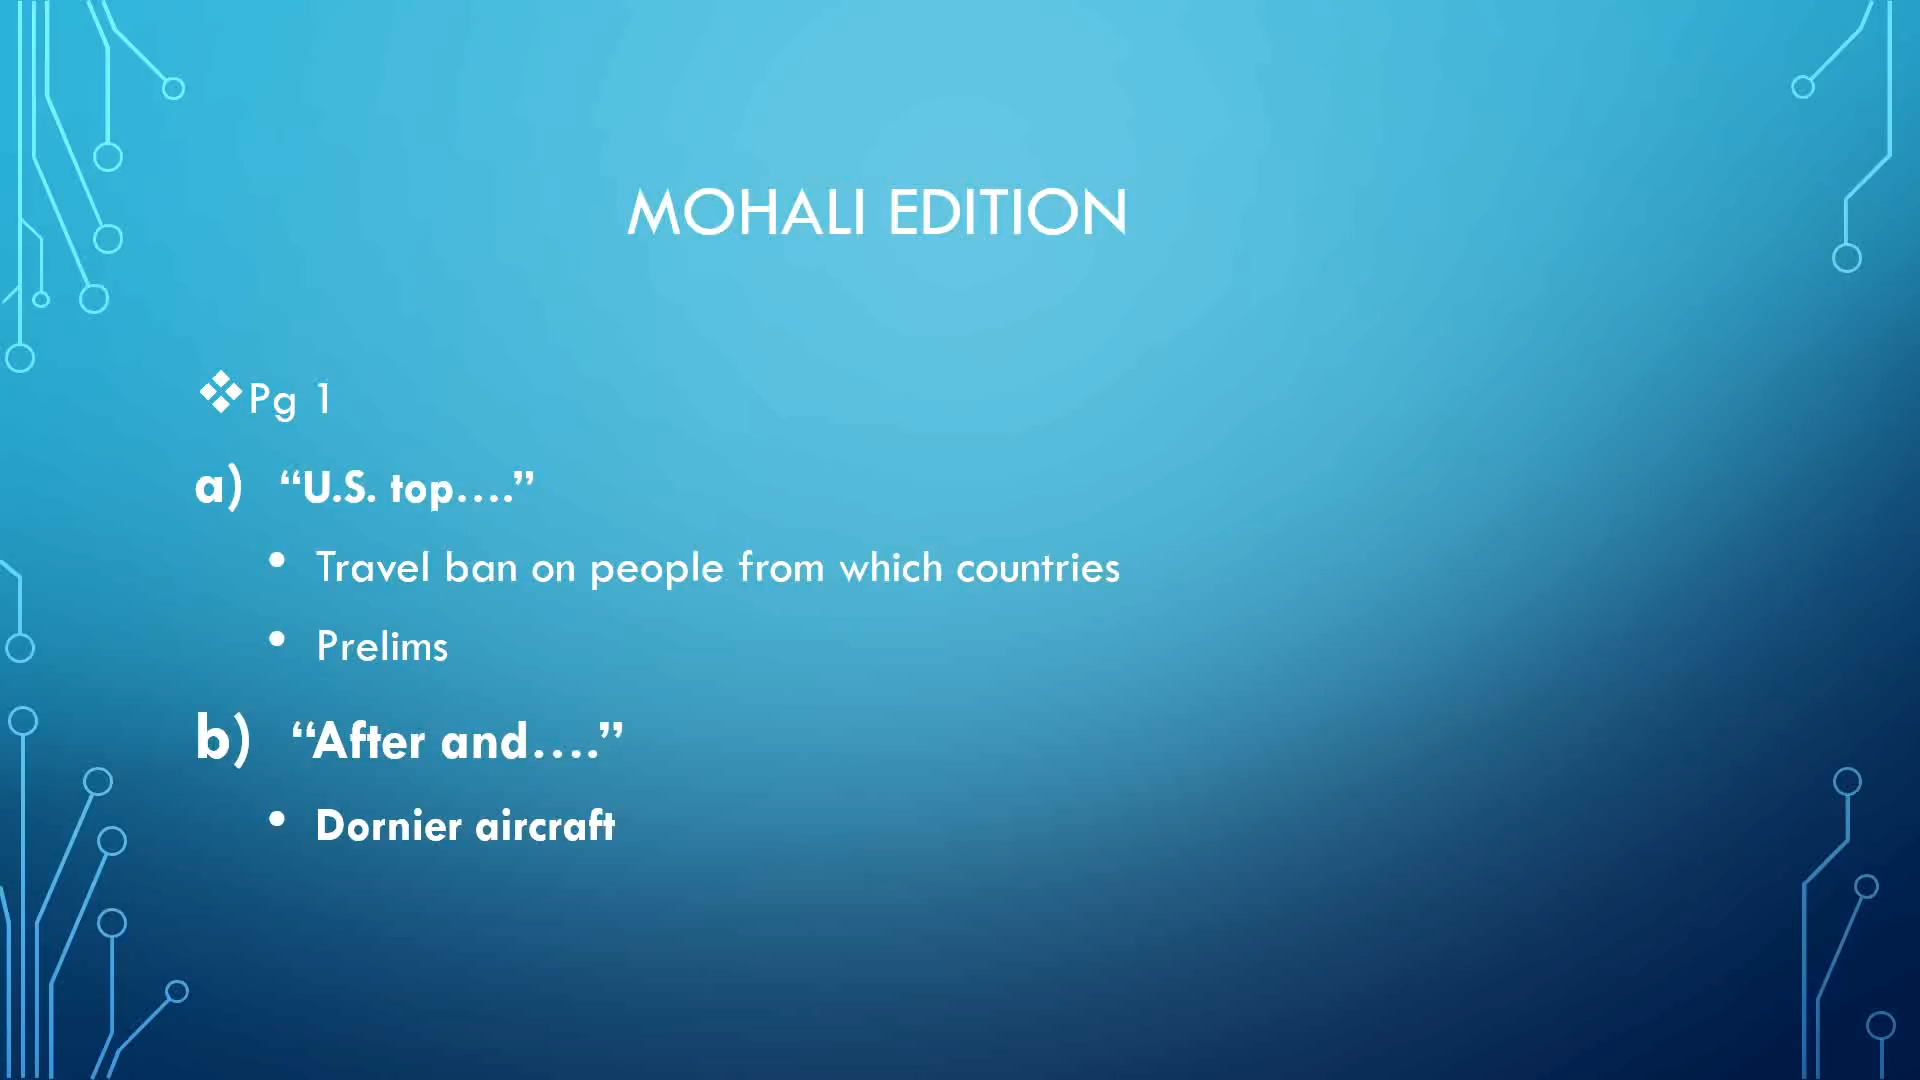 MOHALI EDITION
❖Pg 1
a) “U.S. top….”
• Travel ban on people from which countries
• Prelims
b) “After and….”
• Dornier aircraft